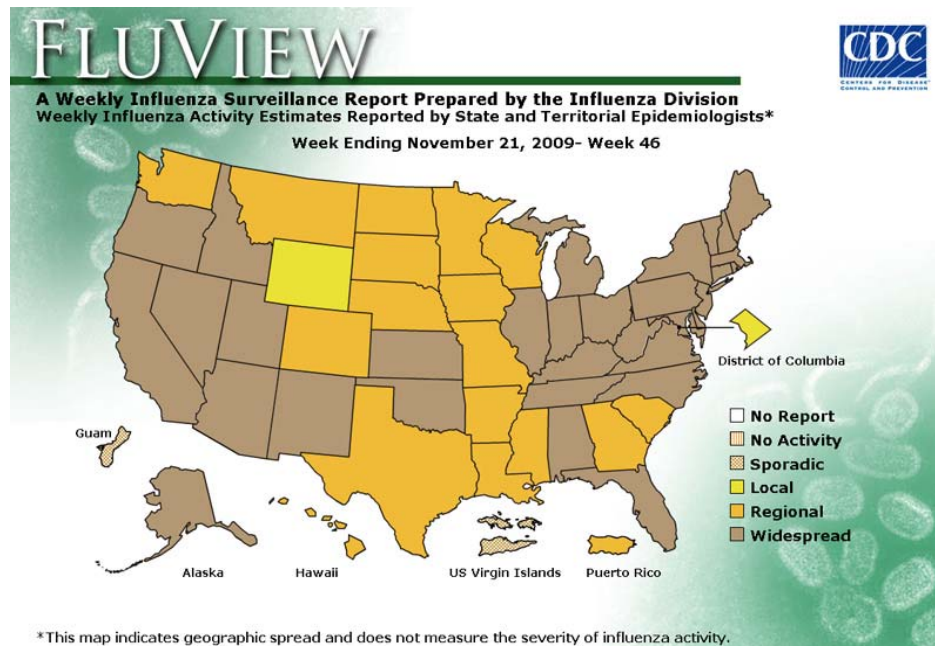 FLUVIEW
CDC
CENTERS FOR DISEASE
CONTROL AND PREVENTION
A Weekly Influenza Surveillance Report Prepared by the Influenza Division
Weekly Influenza Activity Estimates Reported by State and Territorial Epidemiologists*
Week Ending November 21, 2009- Week 46
District of Columbia
No Report
No Activity
Sporadic
Local
Regional
Widespread
Guam
Alaska
Hawaii
US Virgin Islands
Puerto Rico
*This map indicates geographic spread and does not measure the severity of influenza activity.